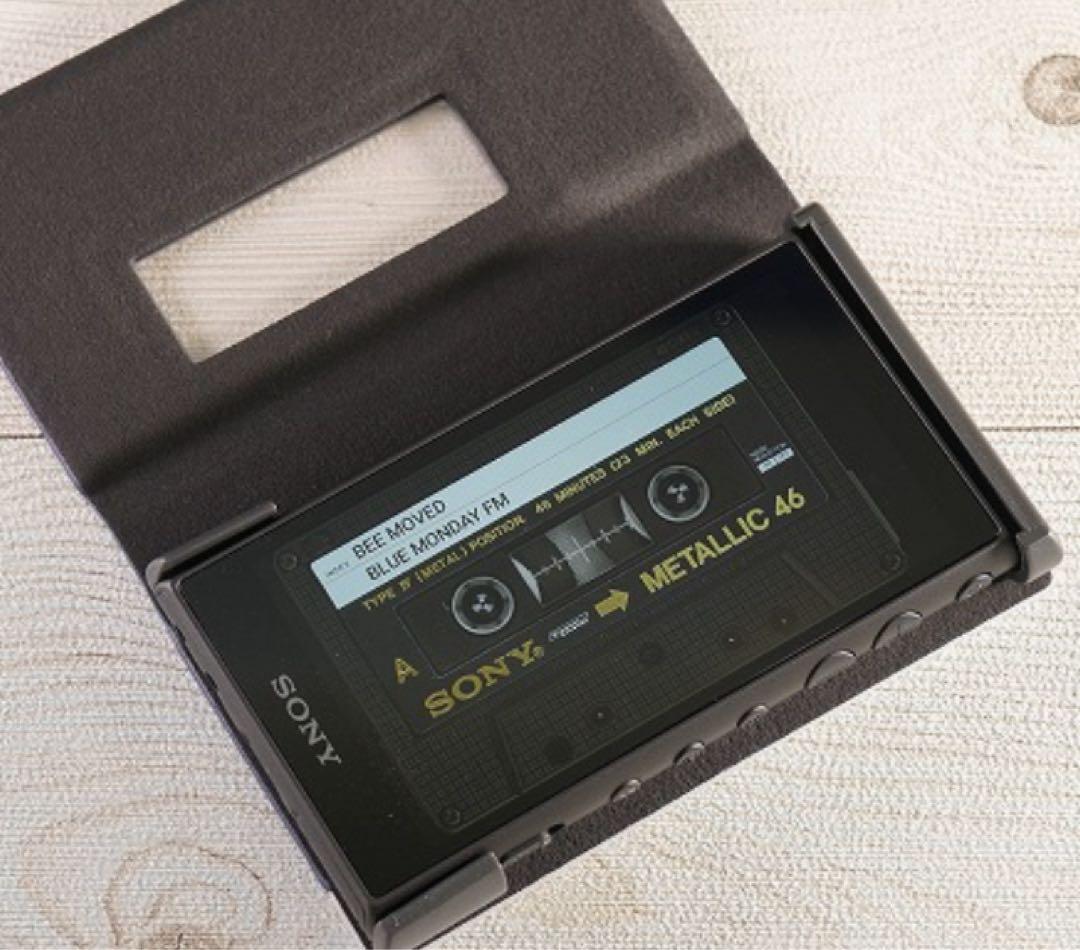 BEE MOVED
BLUE MONDAY FM
TYPE IV (METAL) POSITION 46 MINUTES (23 MIN. EACH SIDE)
A
SONY® METALLIC 46
SONY